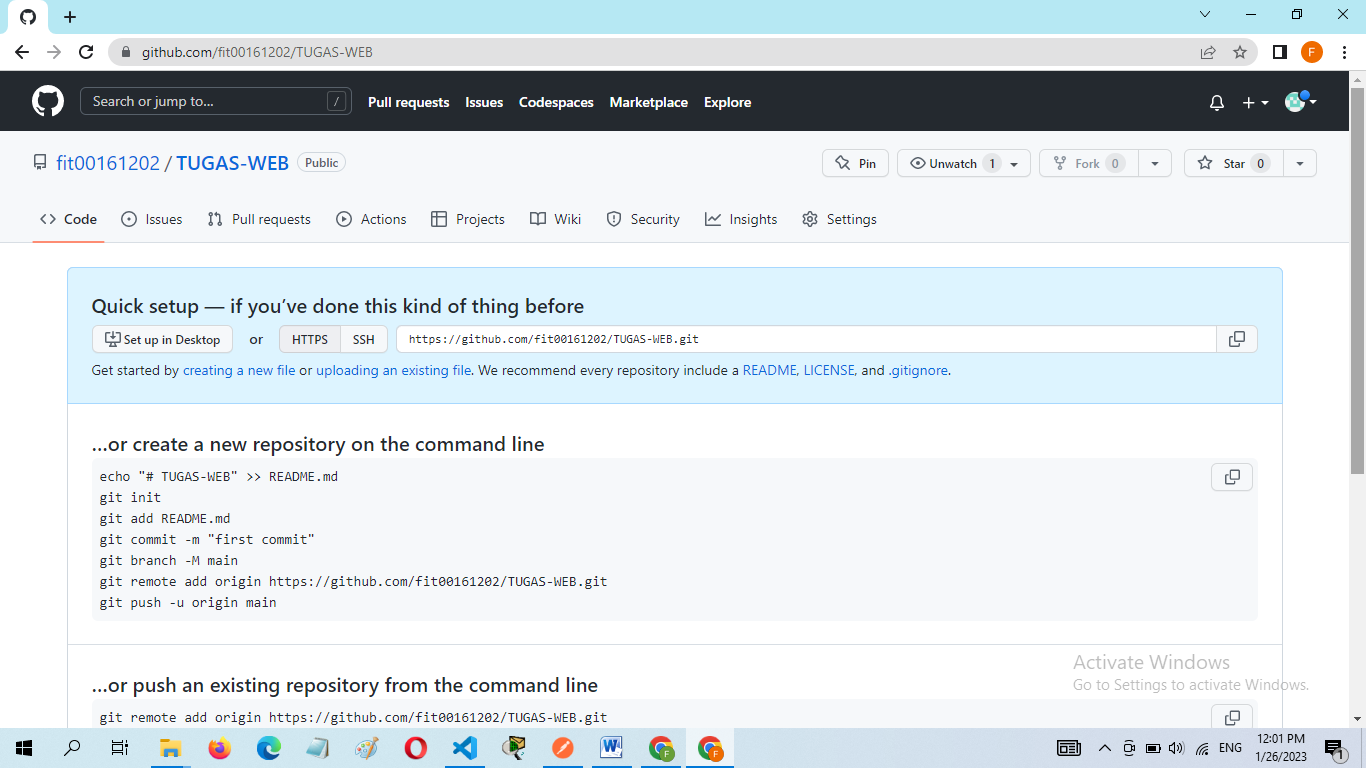 github.com/fit00161202/TUGAS-WEB
F
Search or jump to... /
Pull requests Issues Codespaces Marketplace Explore
fit00161202 / TUGAS-WEB Public
Pin Unwatch 1 Fork 0 Star 0
Code Issues Pull requests Actions Projects Wiki Security Insights Settings
Quick setup — if you’ve done this kind of thing before
Set up in Desktop or HTTPS SSH https://github.com/fit00161202/TUGAS-WEB.git
Get started by creating a new file or uploading an existing file. We recommend every repository include a README, LICENSE, and .gitignore.
…or create a new repository on the command line
echo "# TUGAS-WEB" >> README.md
git init
git add README.md
git commit -m "first commit"
git branch -M main
git remote add origin https://github.com/fit00161202/TUGAS-WEB.git
git push -u origin main
Activate Windows
Go to Settings to activate Windows.
…or push an existing repository from the command line
git remote add origin https://github.com/fit00161202/TUGAS-WEB.git
W F F ENG 12:01 PM
1/26/2023 1